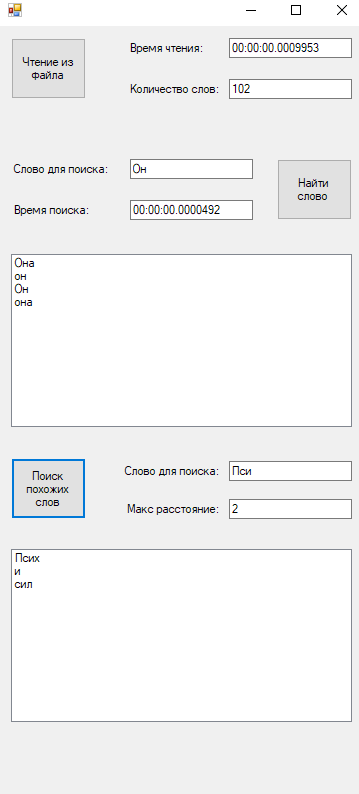 Чтение из
файла
Время чтения:
00:00:00.0009953
Количество слов:
102
Слово для поиска:
Он
Найти
слово
Время поиска:
00:00:00.0000492
Она
он
Он
она
Поиск
похожих
слов
Слово для поиска:
Пси
Макс расстояние:
2
Псих
и
сил